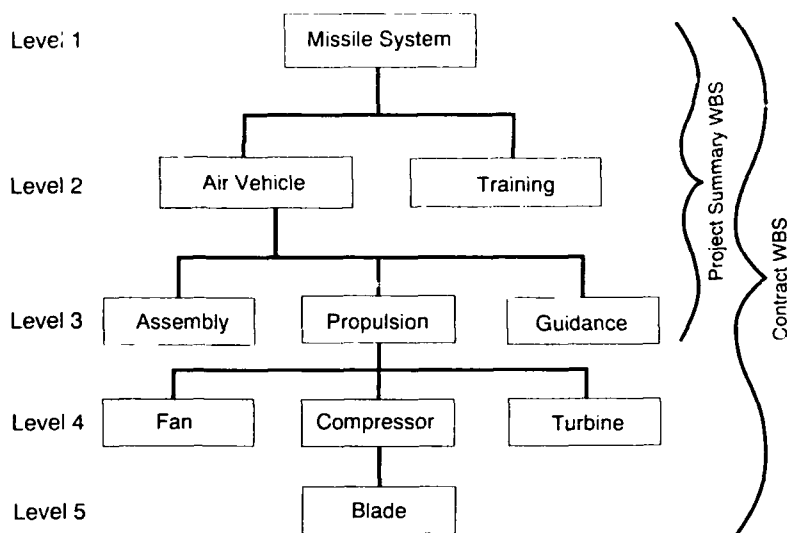 Level 1
Missile System
Level 2
Air Vehicle
Training
Level 3
Assembly
Propulsion
Guidance
Level 4
Fan
Compressor
Turbine
Level 5
Blade
Project Summary WBS
Contract WBS